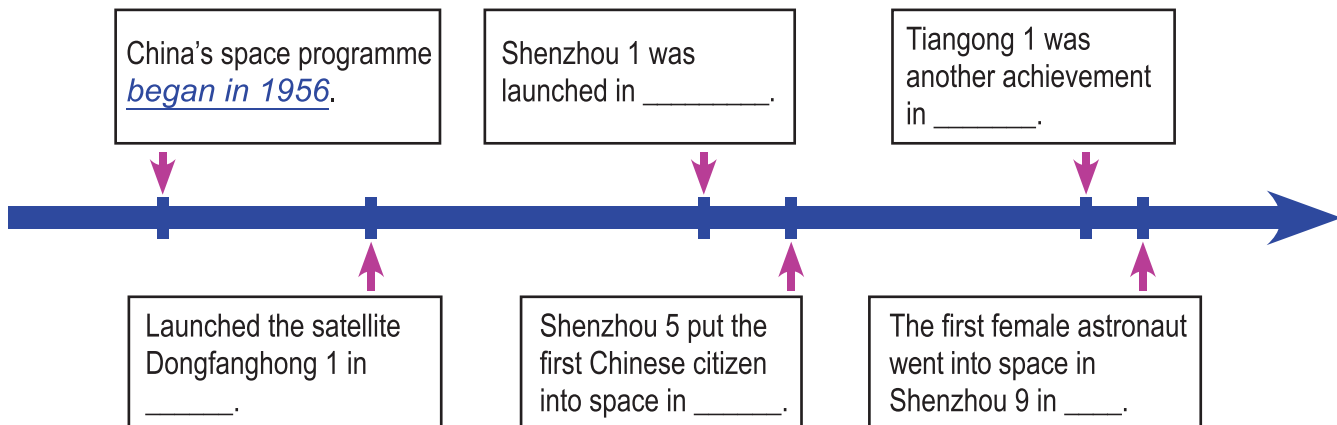 China's space programme
began in 1956.
Shenzhou 1 was
launched in _________.
Tiangong 1 was
another achievement
in _______.
Launched the satellite
Dongfanghong 1 in
______.
Shenzhou 5 put the
first Chinese citizen
into space in ______.
The first female astronaut
went into space in
Shenzhou 9 in ____.